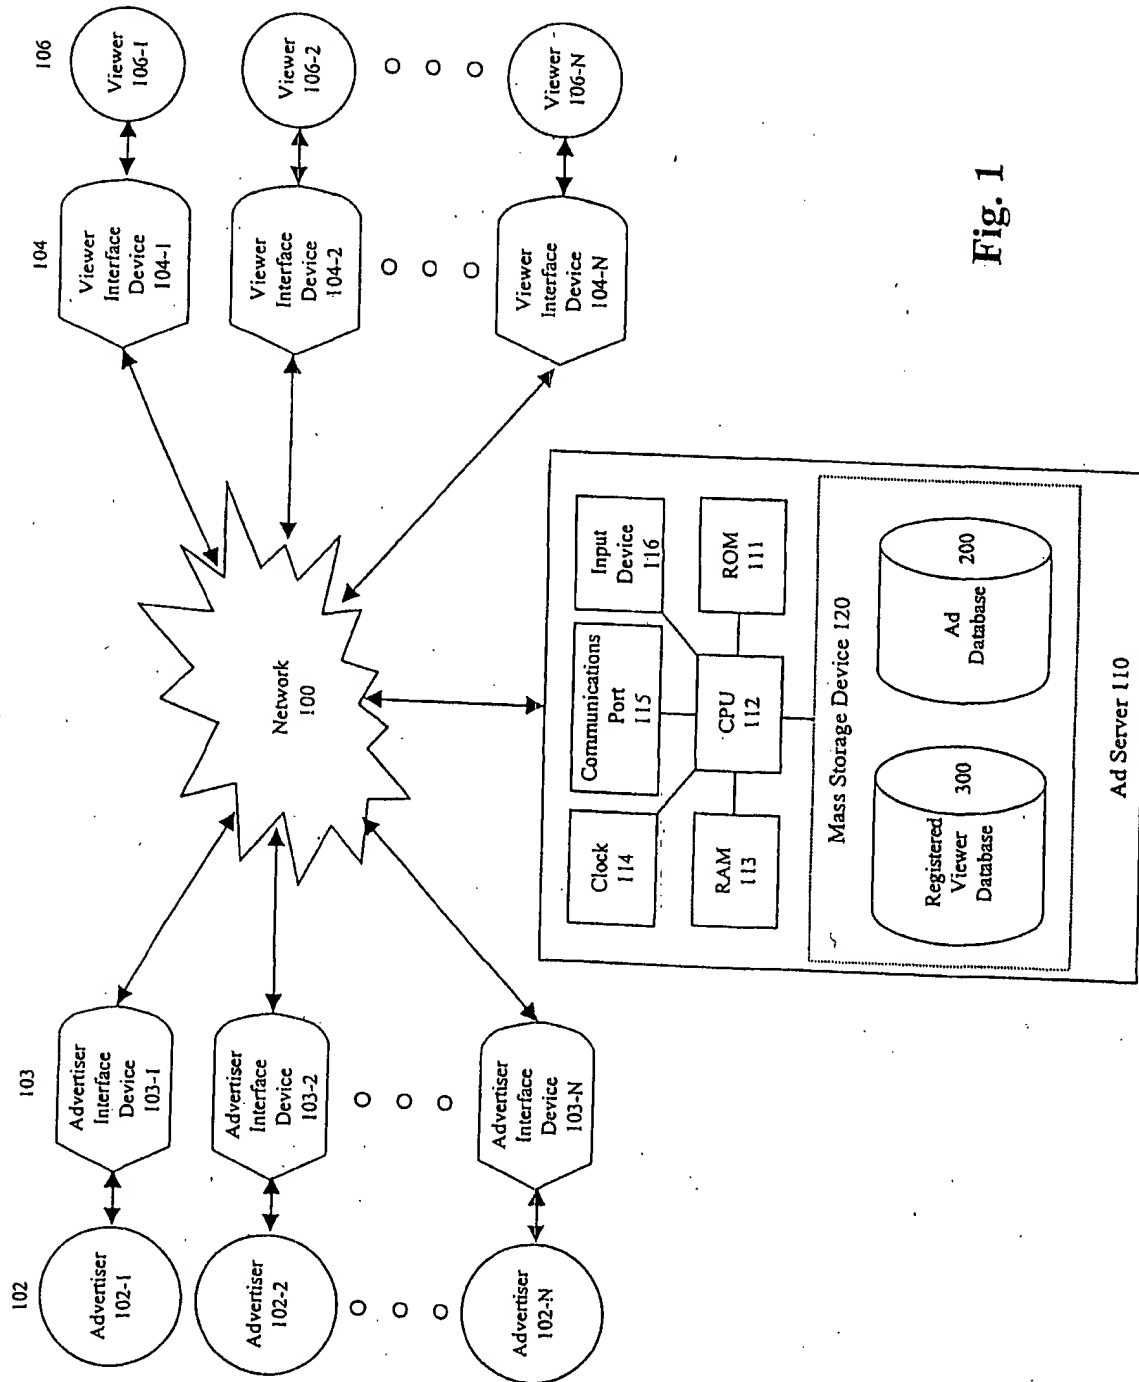 102
Advertiser
102-1
Advertiser
102-2
Advertiser
102-N
103
Advertiser
Interface
Device
103-1
Advertiser
Interface
Device
103-2
Advertiser
Interface
Device
103-N
Network
100
104
Viewer
Interface
Device
104-1
Viewer
Interface
Device
104-2
Viewer
Interface
Device
104-N
106
Viewer
106-1
Viewer
106-2
Viewer
106-N
Clock
114
Communications
Port
115
Input
Device
116
RAM
113
CPU
112
ROM
111
Mass Storage Device 120
Registered
Viewer
Database
300
Ad
Database
200
Ad Server 110
Fig. 1